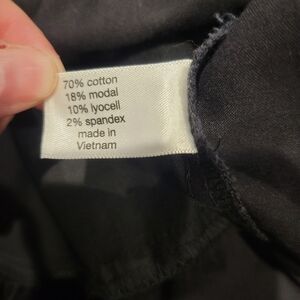 70% cotton
18% modal
10% lyocell
2% spandex
made in
Vietnam